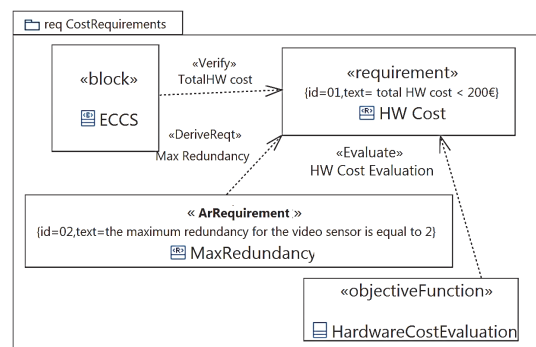 req CostRequirements
«block»
ECCS
«Verify»
TotalHW cost
«requirement»
{id=01,text= total HW cost < 200€}
HW Cost
«DeriveReqt»
Max Redundancy
«Evaluate»
HW Cost Evaluation
« ArRequirement »
{id=02,text=the maximum redundancy for the video sensor is equal to 2}
MaxRedundancy
«objectiveFunction»
HardwareCostEvaluation